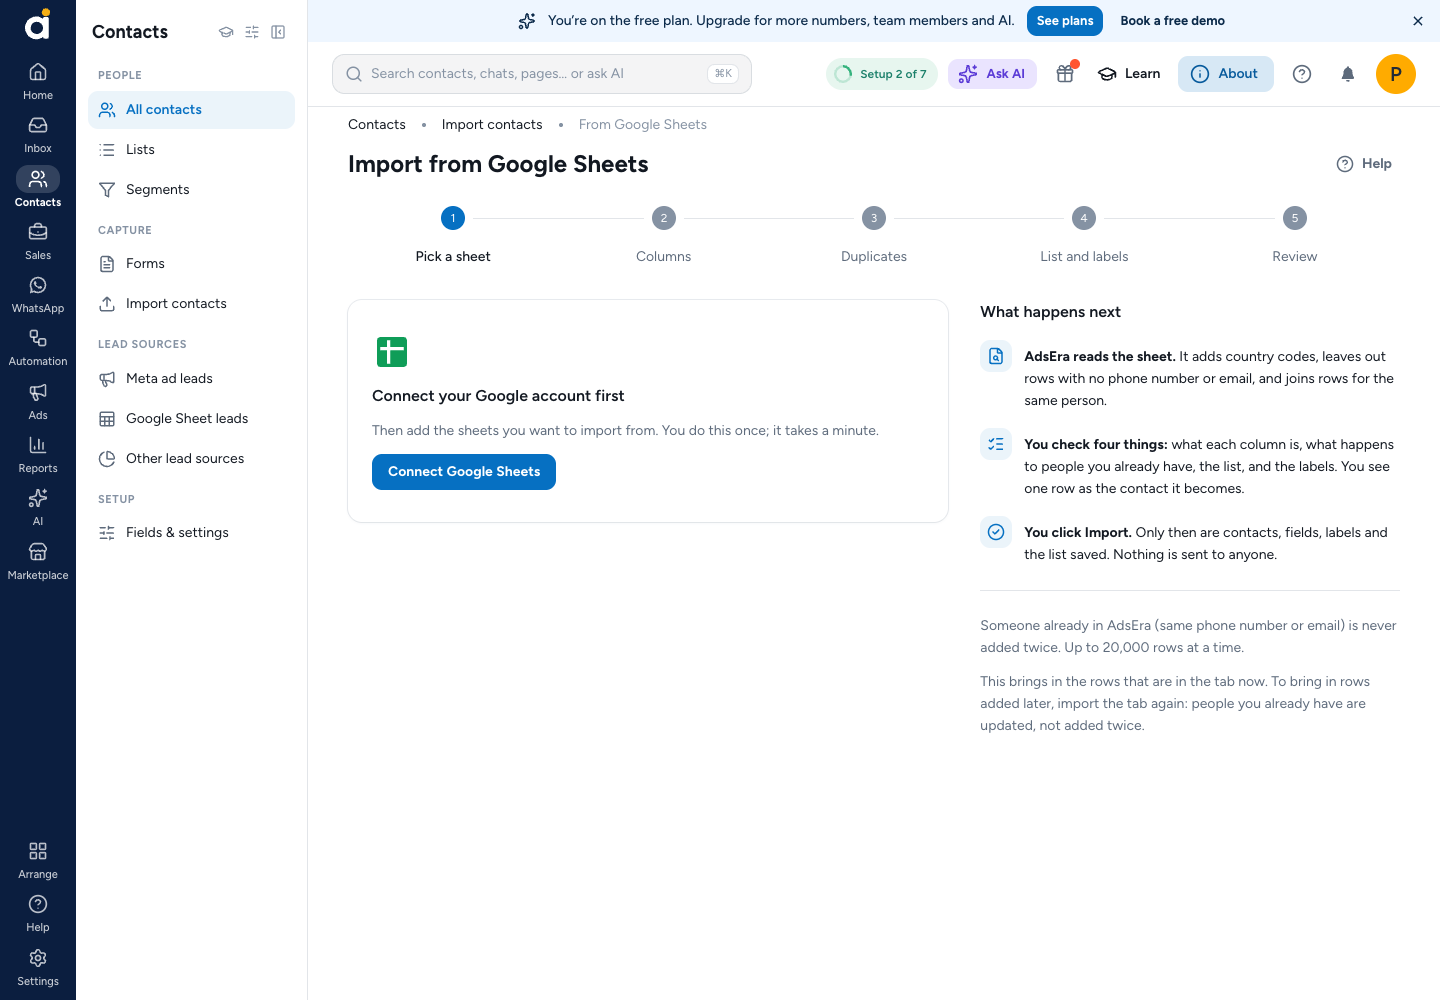 You're on the free plan. Upgrade for more numbers, team members and AI.
See plans
Book a free demo
Contacts
Search contacts, chats, pages... or ask AI
⌘K
Setup 2 of 7
Ask AI
Learn
About
P
Home
Inbox
Contacts
Sales
WhatsApp
Automation
Ads
Reports
AI
Marketplace
Arrange
Help
Settings
PEOPLE
All contacts
Lists
Segments
CAPTURE
Forms
Import contacts
LEAD SOURCES
Meta ad leads
Google Sheet leads
Other lead sources
SETUP
Fields & settings
Contacts • Import contacts • From Google Sheets
Import from Google Sheets
Help
1
2
3
4
5
Pick a sheet
Columns
Duplicates
List and labels
Review
Connect your Google account first
Then add the sheets you want to import from. You do this once; it takes a minute.
Connect Google Sheets
What happens next
AdsEra reads the sheet. It adds country codes, leaves out
rows with no phone number or email, and joins rows for the
same person.
You check four things: what each column is, what happens
to people you already have, the list, and the labels. You see
one row as the contact it becomes.
You click Import. Only then are contacts, fields, labels and
the list saved. Nothing is sent to anyone.
Someone already in AdsEra (same phone number or email) is never
added twice. Up to 20,000 rows at a time.
This brings in the rows that are in the tab now. To bring in rows
added later, import the tab again: people you already have are
updated, not added twice.